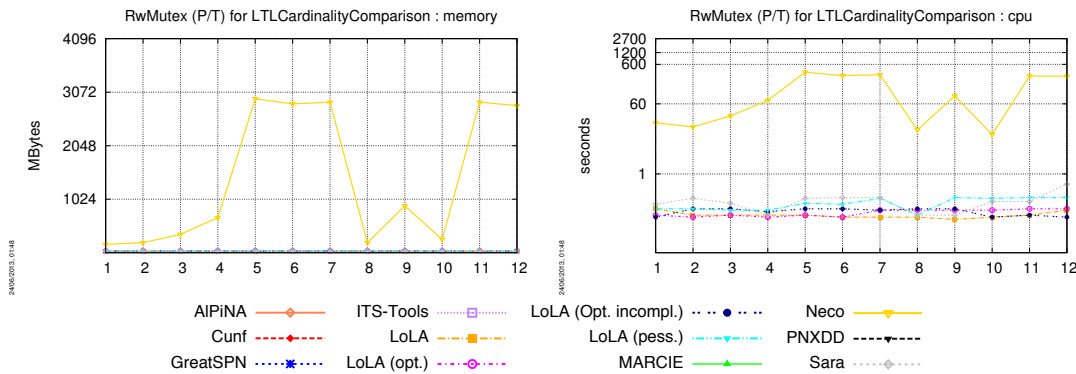 RwMutex (P/T) for LTLCardinalityComparison : memory
4096
3072
2048
1024
MBytes
1 2 3 4 5 6 7 8 9 10 11 12
24/06/2013, 01:48
RwMutex (P/T) for LTLCardinalityComparison : cpu
2700
1200
600
60
1
seconds
1 2 3 4 5 6 7 8 9 10 11 12
24/06/2013, 01:48
AlPiNA ITS-Tools LoLA (Opt. incompl.) Neco
Cunf LoLA LoLA (pess.) PNXDD
GreatSPN LoLA (opt.) MARCIE Sara